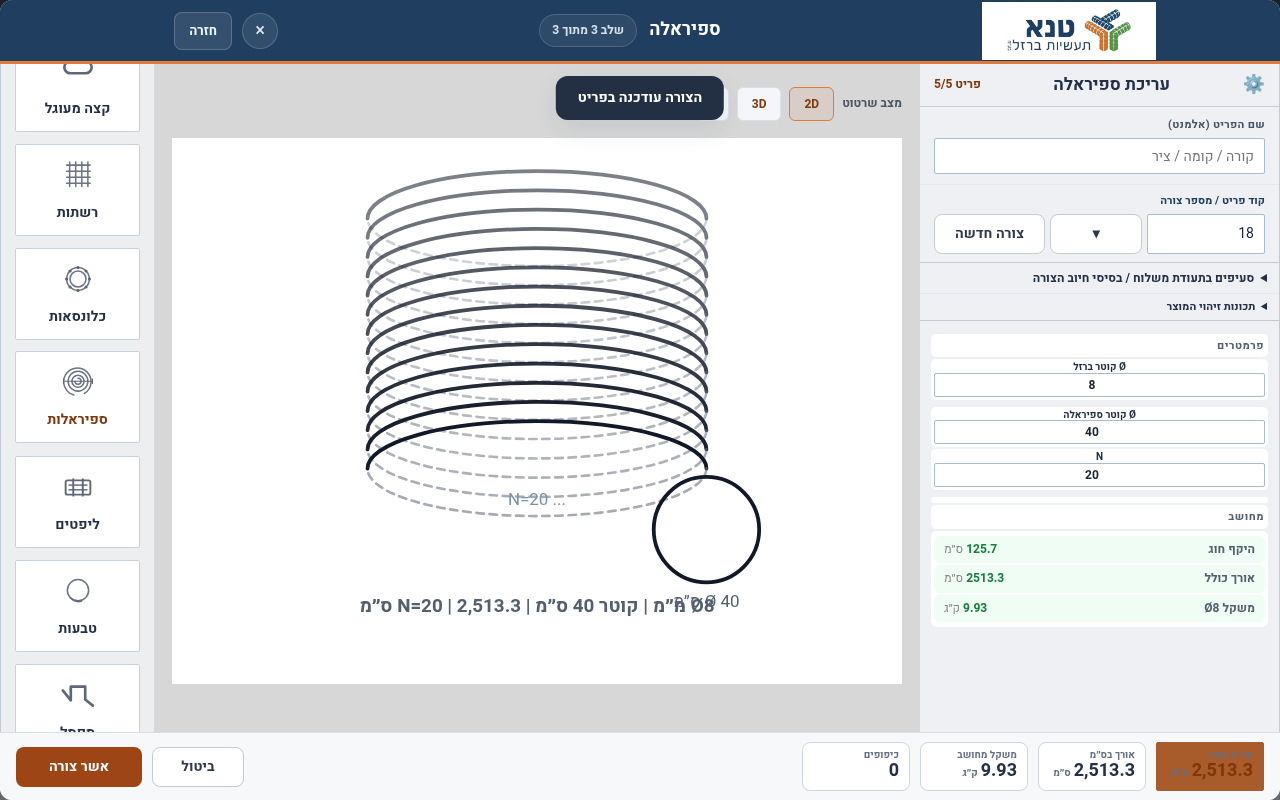 טנא
תעשיות ברזל
ספיראלה
שלב 3 מתוך 3
×
חזרה
עריכת ספיראלה
פריט 5/5
שם הפריט (אלמנט)
קורה / קומה / ציר
קוד פריט / מספר צורה
18
▼
צורה חדשה
◀ סעיפים בתעודת משלוח / בסיסי חיוב הצורה
◀ תכונות זיהוי המוצר
פרמטרים
Ø קוטר ברזל
8
Ø קוטר ספיראלה
40
N
20
מחושב
היקף חוג 125.7 ס״מ
אורך כולל 2513.3 ס״מ
משקל Ø8 9.93 ק״ג
מצב שרטוט
2D
3D
הצורה עודכנה בפריט
N=20 ...
Ø 40 ס״מ
Ø8 מ״מ | קוטר 40 ס״מ | N=20 | 2,513.3 ס״מ
קצה מעוגל
רשתות
כלונסאות
ספיראלות
ליפטים
טבעות
2,513.3
אורך בס״מ
2,513.3 ס״מ
משקל מחושב
9.93 ק״ג
כיפופים
0
ביטול
אשר צורה